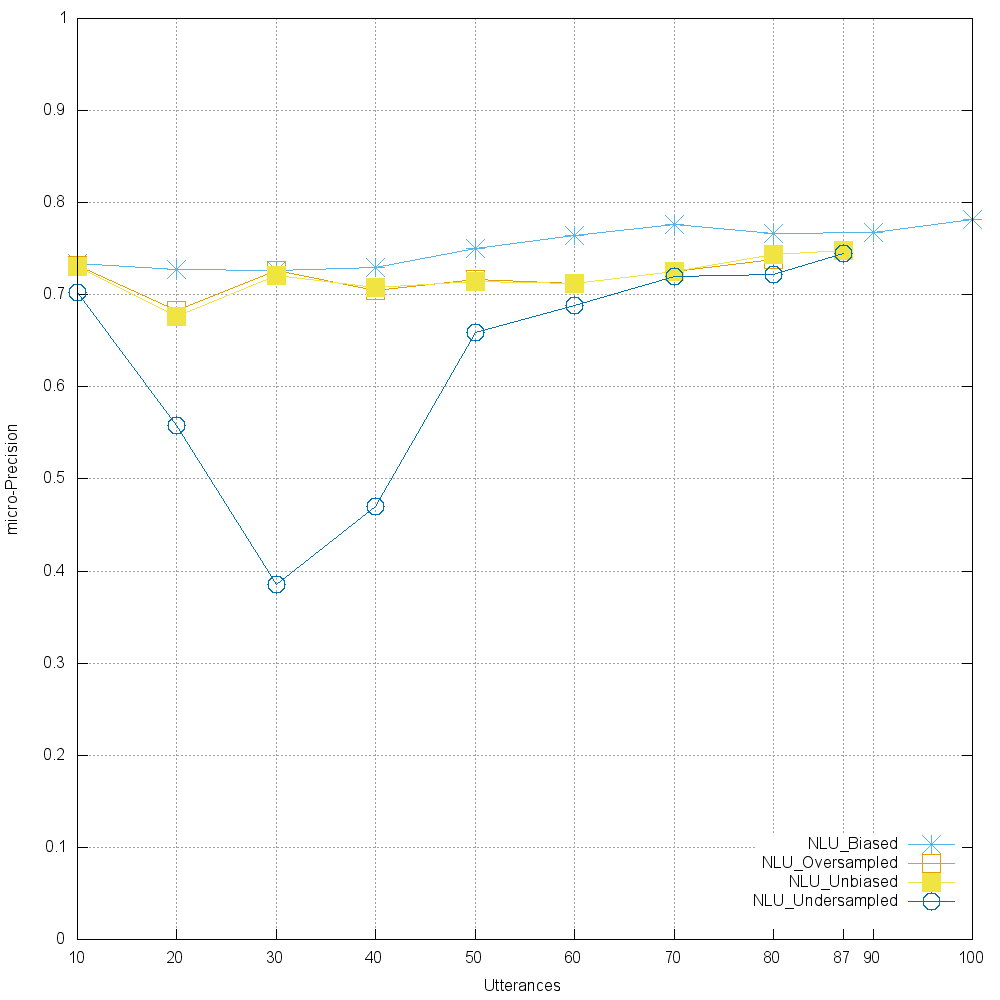 1
0.9
0.8
0.7
0.6
0.5
0.4
0.3
0.2
0.1
0
micro-Precision
10 20 30 40 50 60 70 80 87 90 100
Utterances
NLU_Biased
NLU_Oversampled
NLU_Unbiased
NLU_Undersampled